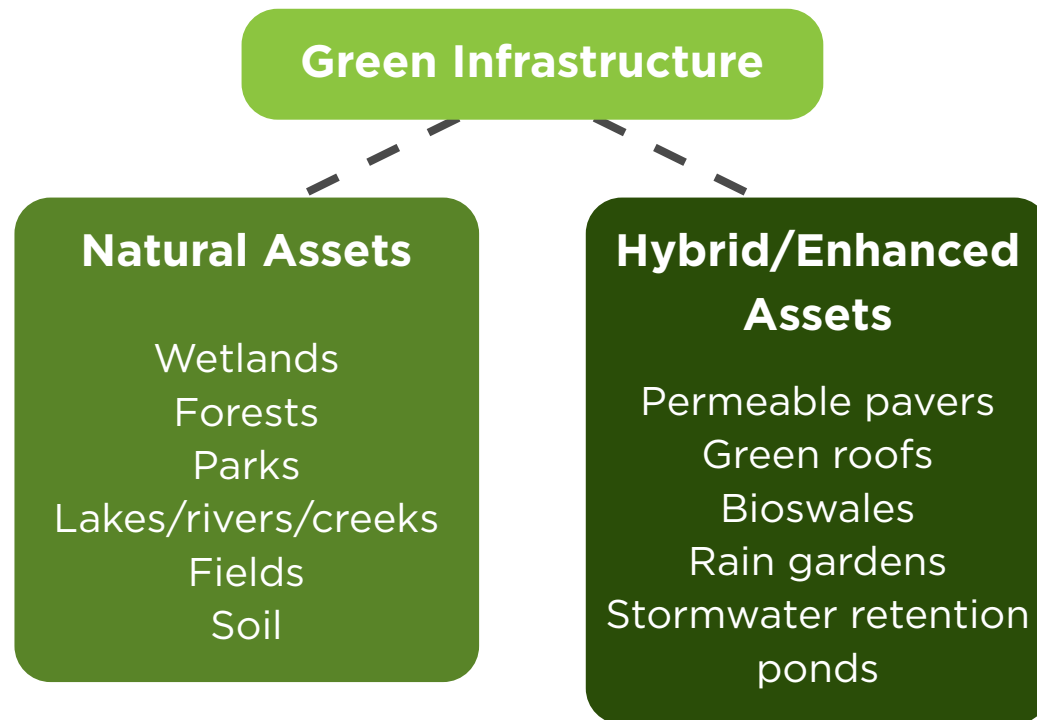 Green Infrastructure
Natural Assets
Wetlands
Forests
Parks
Lakes/rivers/creeks
Fields
Soil
Hybrid/Enhanced
Assets
Permeable pavers
Green roofs
Bioswales
Rain gardens
Stormwater retention
ponds